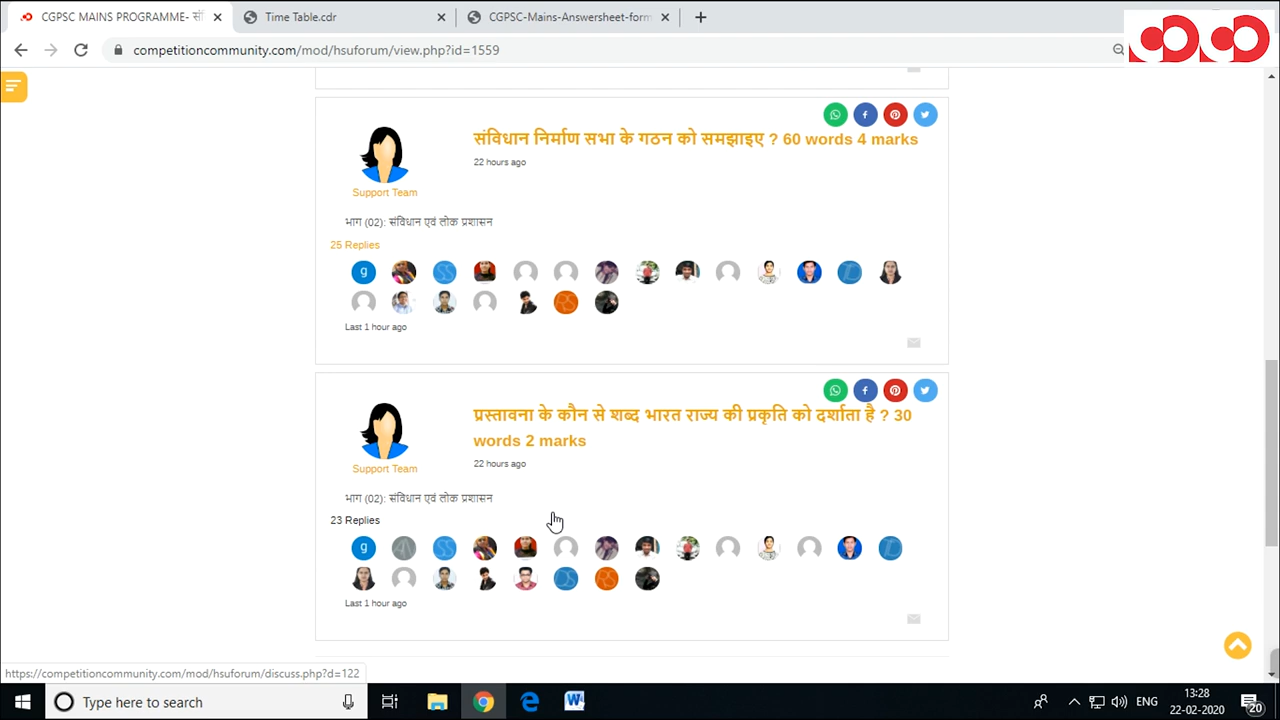 CGPSC MAINS PROGRAMME- सं
Time Table.cdr
CGPSC-Mains-Answersheet-form
competitioncommunity.com/mod/hsuforum/view.php?id=1559
संविधान निर्माण सभा के गठन को समझाइए ? 60 words 4 marks
22 hours ago
Support Team
भाग (02): संविधान एवं लोक प्रशासन
25 Replies
g
Last 1 hour ago
प्रस्तावना के कौन से शब्द भारत राज्य की प्रकृति को दर्शाता है ? 30
words 2 marks
22 hours ago
Support Team
भाग (02): संविधान एवं लोक प्रशासन
23 Replies
g
Last 1 hour ago
https://competitioncommunity.com/mod/hsuforum/discuss.php?d=122
Type here to search
ENG
13:28
22-02-2020
20